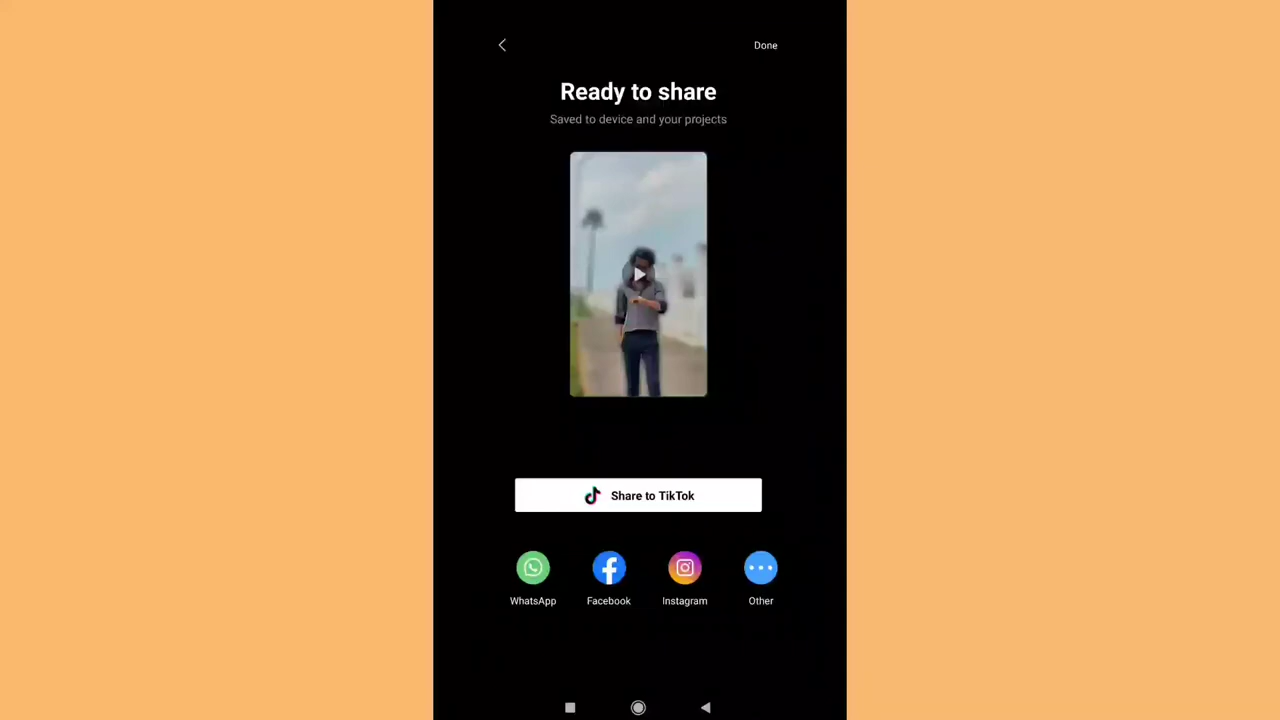 Done
Ready to share
Saved to device and your projects
Share to TikTok
WhatsApp Facebook Instagram Other